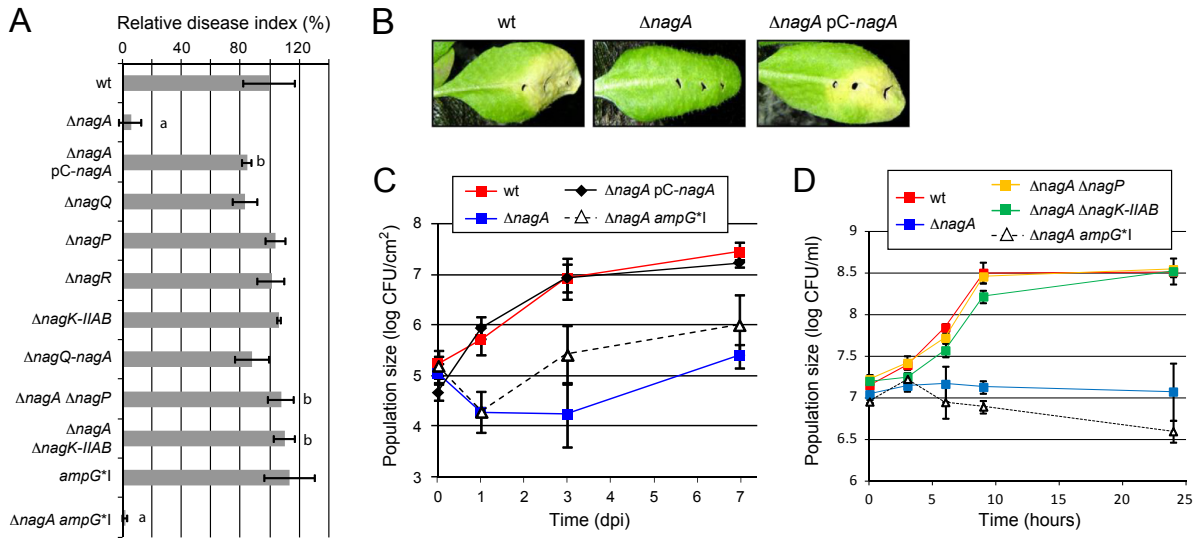 A
Relative disease index (%)
0 40 80 120
wt
ΔnagA
a
ΔnagA
pC-nagA
b
ΔnagQ
ΔnagP
ΔnagR
ΔnagK-IIAB
ΔnagQ-nagA
ΔnagA ΔnagP
b
ΔnagA
ΔnagK-IIAB
b
ampG*I
ΔnagA ampG*I
a
B
wt ΔnagA ΔnagA pC-nagA
C
wt ΔnagA pC-nagA
ΔnagA ΔnagA ampG*I
Population size (log CFU/cm²)
8
7
6
5
4
3
0 1 2 3 4 5 6 7
Time (dpi)
D
wt ΔnagA ΔnagP
ΔnagA ΔnagK-IIAB
ΔnagA ΔnagA ampG*I
Population size (log CFU/ml)
9
8.5
8
7.5
7
6.5
6
0 5 10 15 20 25
Time (hours)